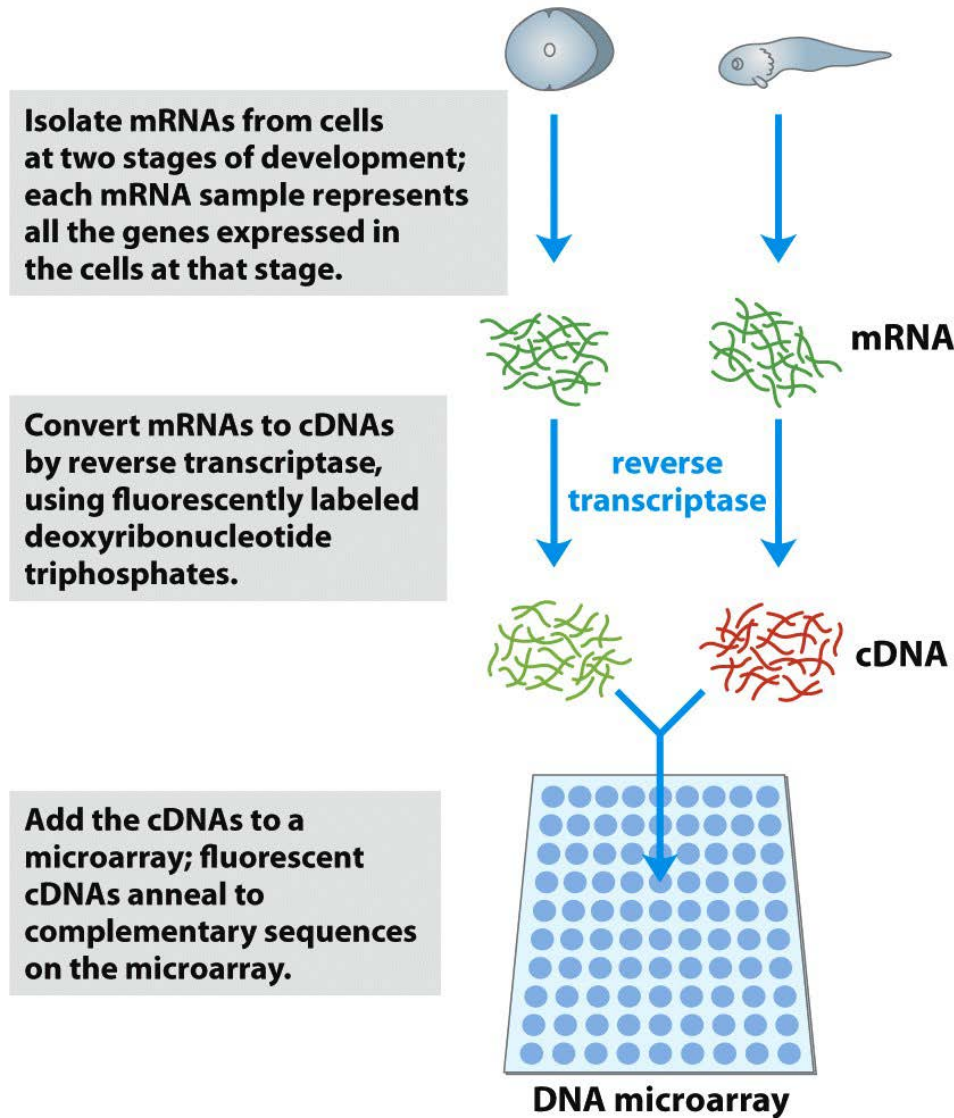 Isolate mRNAs from cells
at two stages of development;
each mRNA sample represents
all the genes expressed in
the cells at that stage.
mRNA
Convert mRNAs to cDNAs
by reverse transcriptase,
using fluorescently labeled
deoxyribonucleotide
triphosphates.
reverse
transcriptase
cDNA
Add the cDNAs to a
microarray; fluorescent
cDNAs anneal to
complementary sequences
on the microarray.
DNA microarray